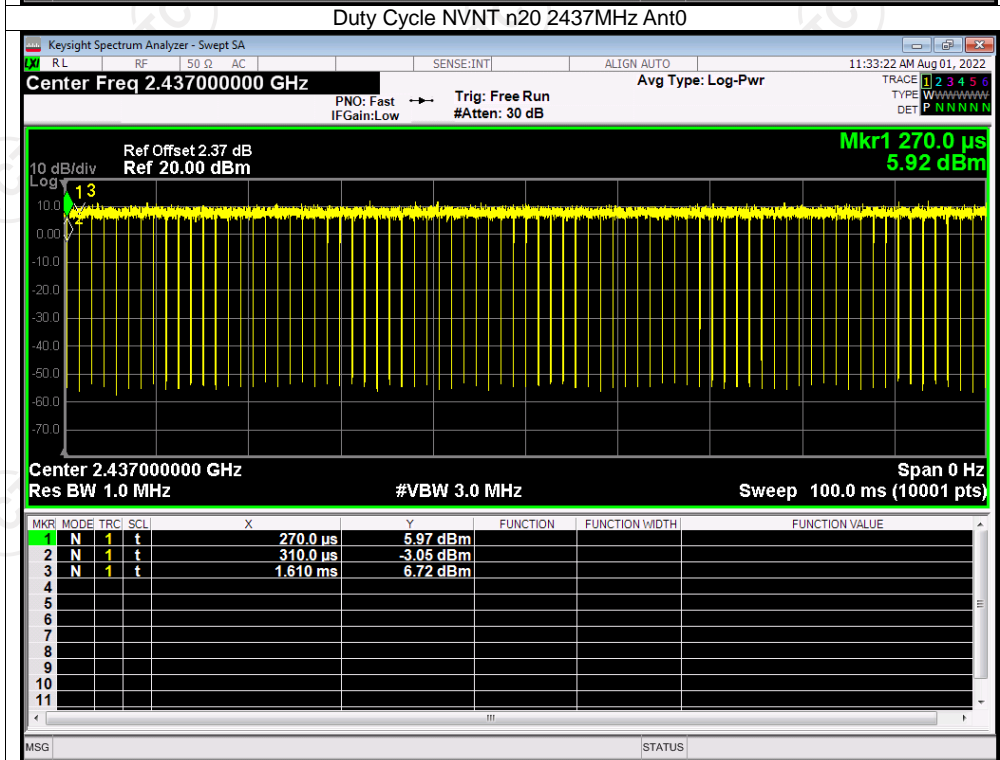 Duty Cycle NVNT n20 2437MHz Ant0
Keysight Spectrum Analyzer - Swept SA
LXI RL RF 50 Ω AC SENSE:INT ALIGN AUTO 11:33:22 AM Aug 01, 2022
Center Freq 2.437000000 GHz Avg Type: Log-Pwr TRACE 1 2 3 4 5 6
PNO: Fast Trig: Free Run TYPE WWWWWW
IFGain:Low #Atten: 30 dB DET P N N N N N
Mkr1 270.0 µs
5.92 dBm
Ref Offset 2.37 dB
10 dB/div Ref 20.00 dBm
Log
1 3
2
10.0
0.00
-10.0
-20.0
-30.0
-40.0
-50.0
-60.0
-70.0
Center 2.437000000 GHz Span 0 Hz
Res BW 1.0 MHz #VBW 3.0 MHz Sweep 100.0 ms (10001 pts)
MKR MODE TRC SCL X Y FUNCTION FUNCTION WIDTH FUNCTION VALUE
1 N 1 t 270.0 µs 5.97 dBm
2 N 1 t 310.0 µs -3.05 dBm
3 N 1 t 1.610 ms 6.72 dBm
4
5
6
7
8
9
10
11
MSG STATUS